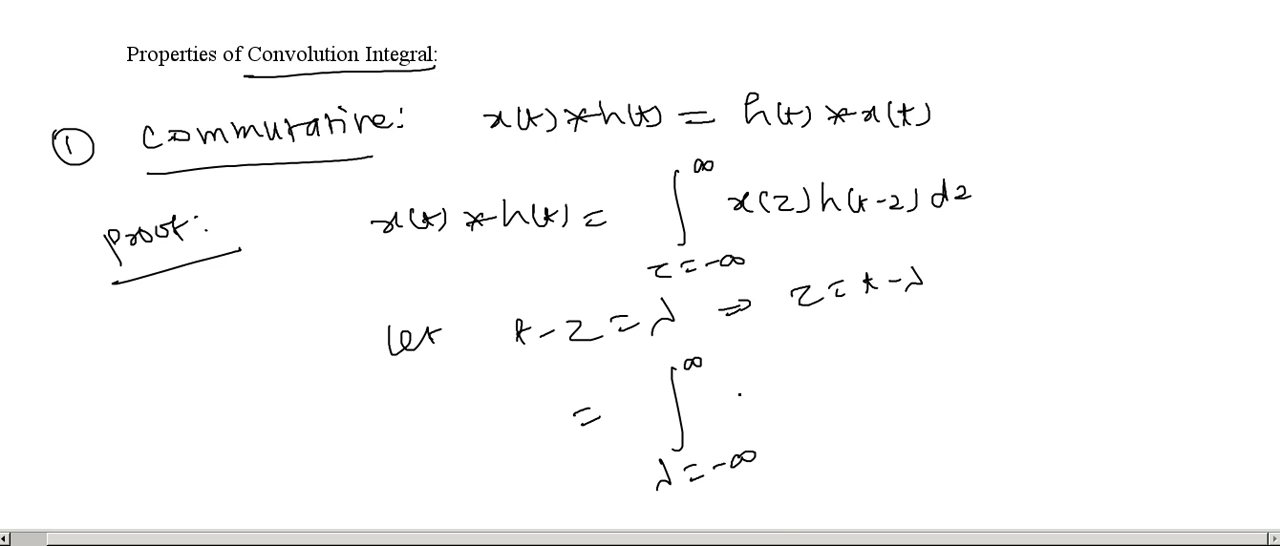 Properties of Convolution Integral:
① Commutative: x(t) * h(t) = h(t) * x(t)
Proof: x(t) * h(t) = ∫_{τ=-∞}^{∞} x(τ) h(t-τ) dτ
Let t-τ = λ ⇒ τ = t-λ
= ∫_{λ=-∞}^{∞}